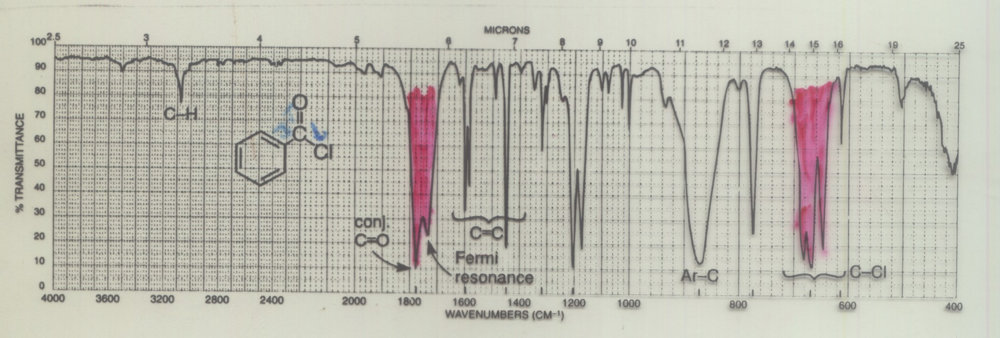 MICRONS
2.5 3 4 5 6 7 8 9 10 11 12 13 14 15 16 19 25
% TRANSMITTANCE
100
90
80
70
60
50
40
30
20
10
0
C–H
O
C
Cl
conj.
C=O
Fermi
resonance
C=C
Ar–C
C–Cl
4000 3600 3200 2800 2400 2000 1800 1600 1400 1200 1000 800 600 400
WAVENUMBERS (CM⁻¹)